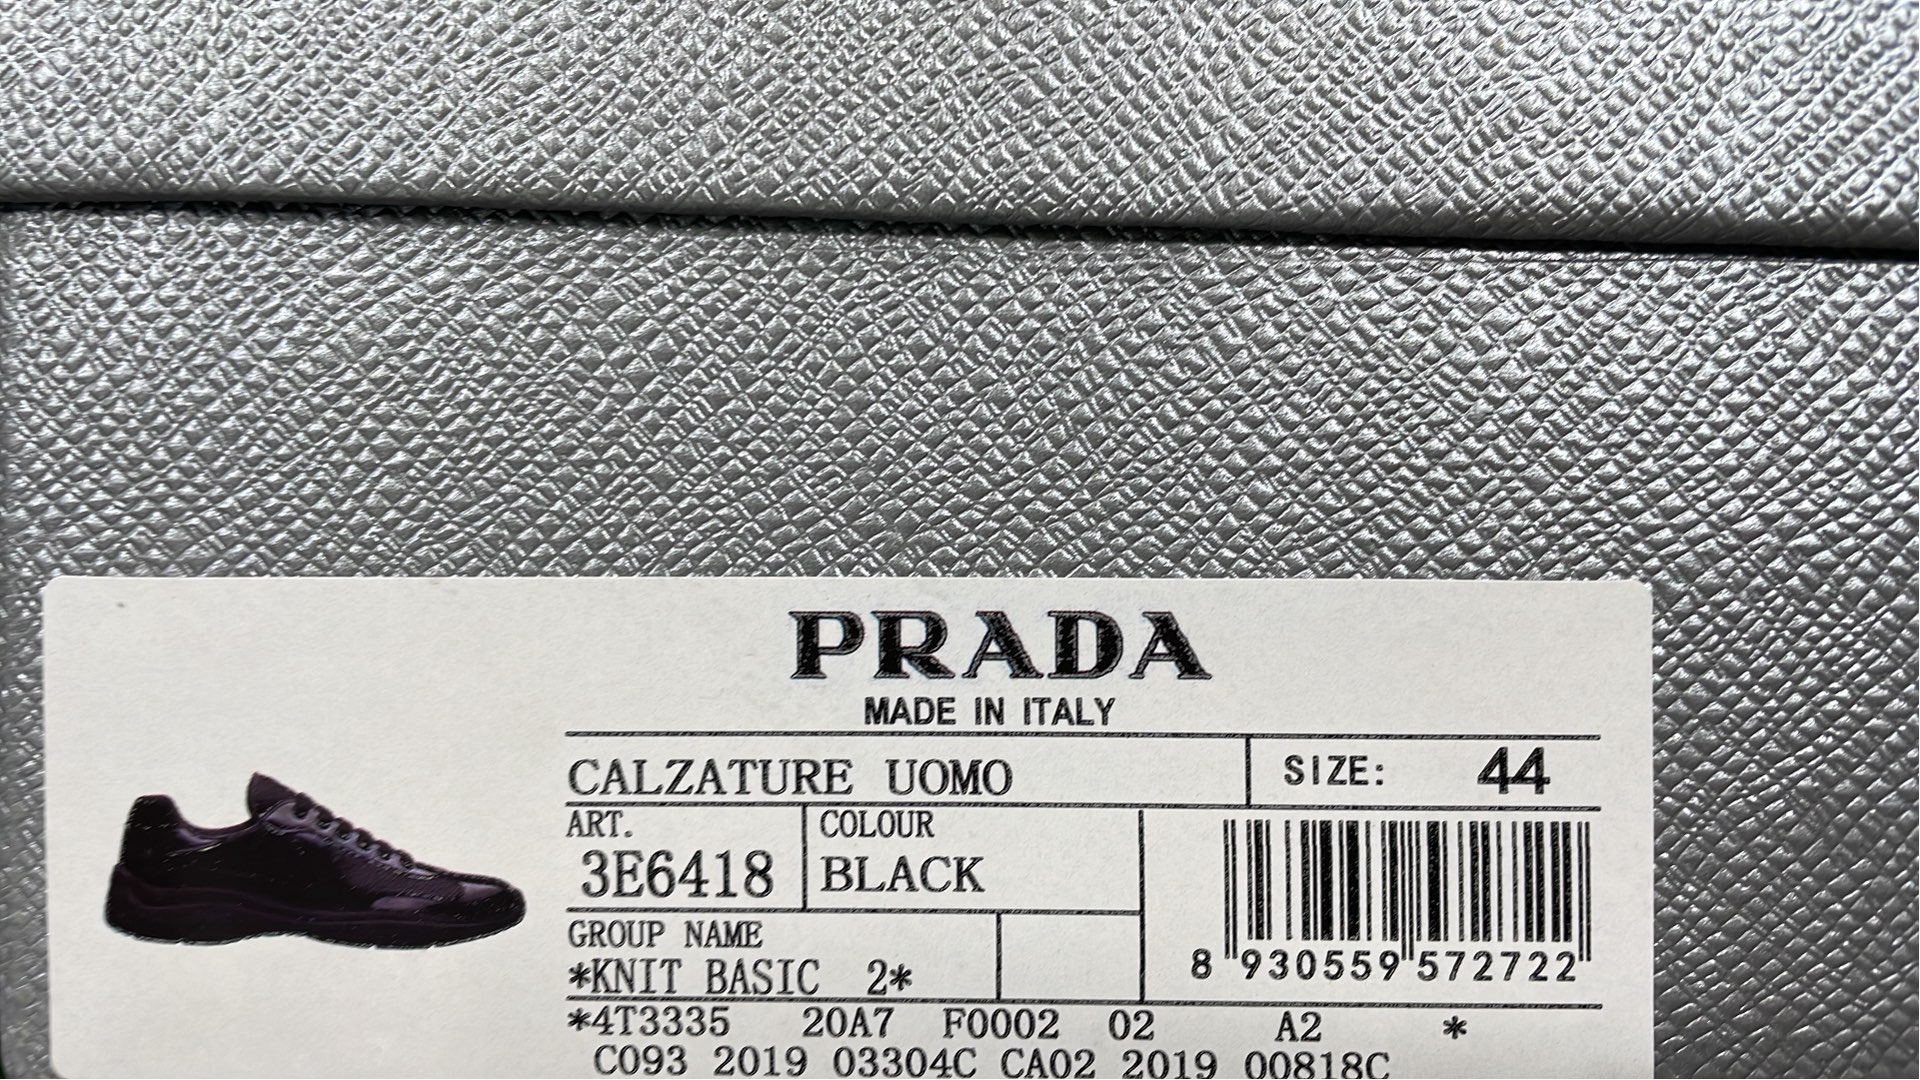 PRADA
MADE IN ITALY
CALZATURE UOMO
SIZE: 44
ART.
3E6418
COLOUR
BLACK
GROUP NAME
*KNIT BASIC 2*
8 930559 572722
*4T3335 20A7 F0002 02 A2 *
C093 2019 03304C CA02 2019 00818C